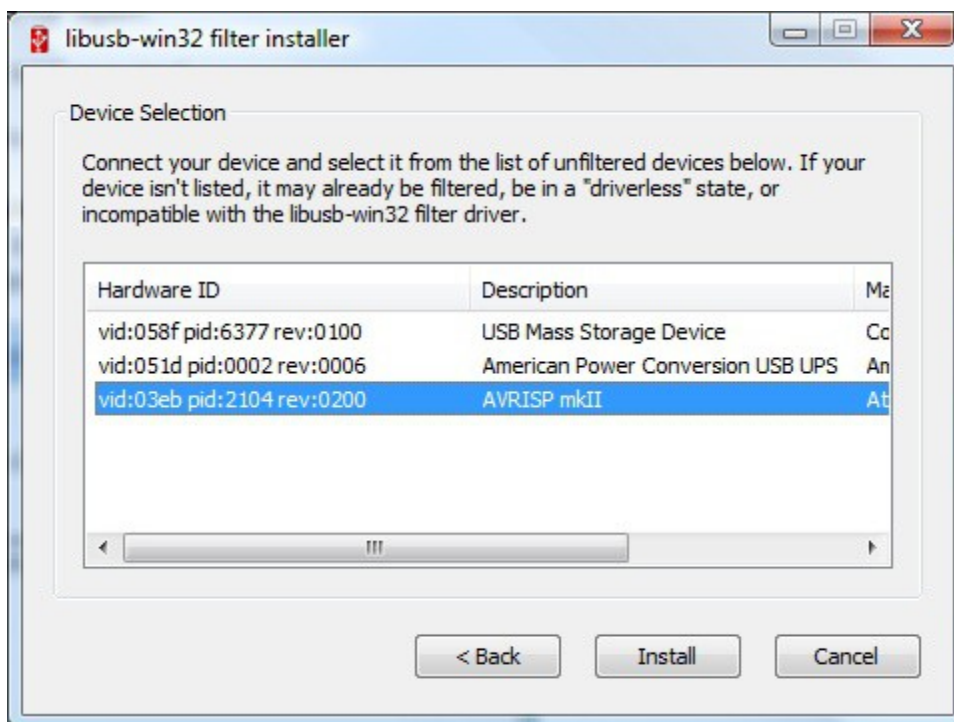 libusb-win32 filter installer
Device Selection
Connect your device and select it from the list of unfiltered devices below. If your
device isn't listed, it may already be filtered, be in a "driverless" state, or
incompatible with the libusb-win32 filter driver.
Hardware ID Description Ma
vid:058f pid:6377 rev:0100 USB Mass Storage Device Co
vid:051d pid:0002 rev:0006 American Power Conversion USB UPS Am
vid:03eb pid:2104 rev:0200 AVRISP mkII At
< Back Install Cancel